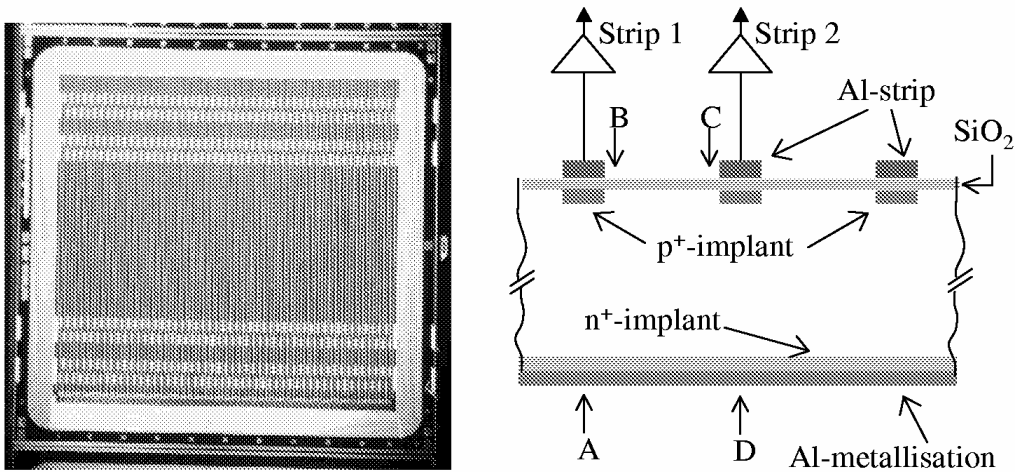 Strip 1
Strip 2
Al-strip
B
C
SiO2
p+-implant
n+-implant
A
D
Al-metallisation